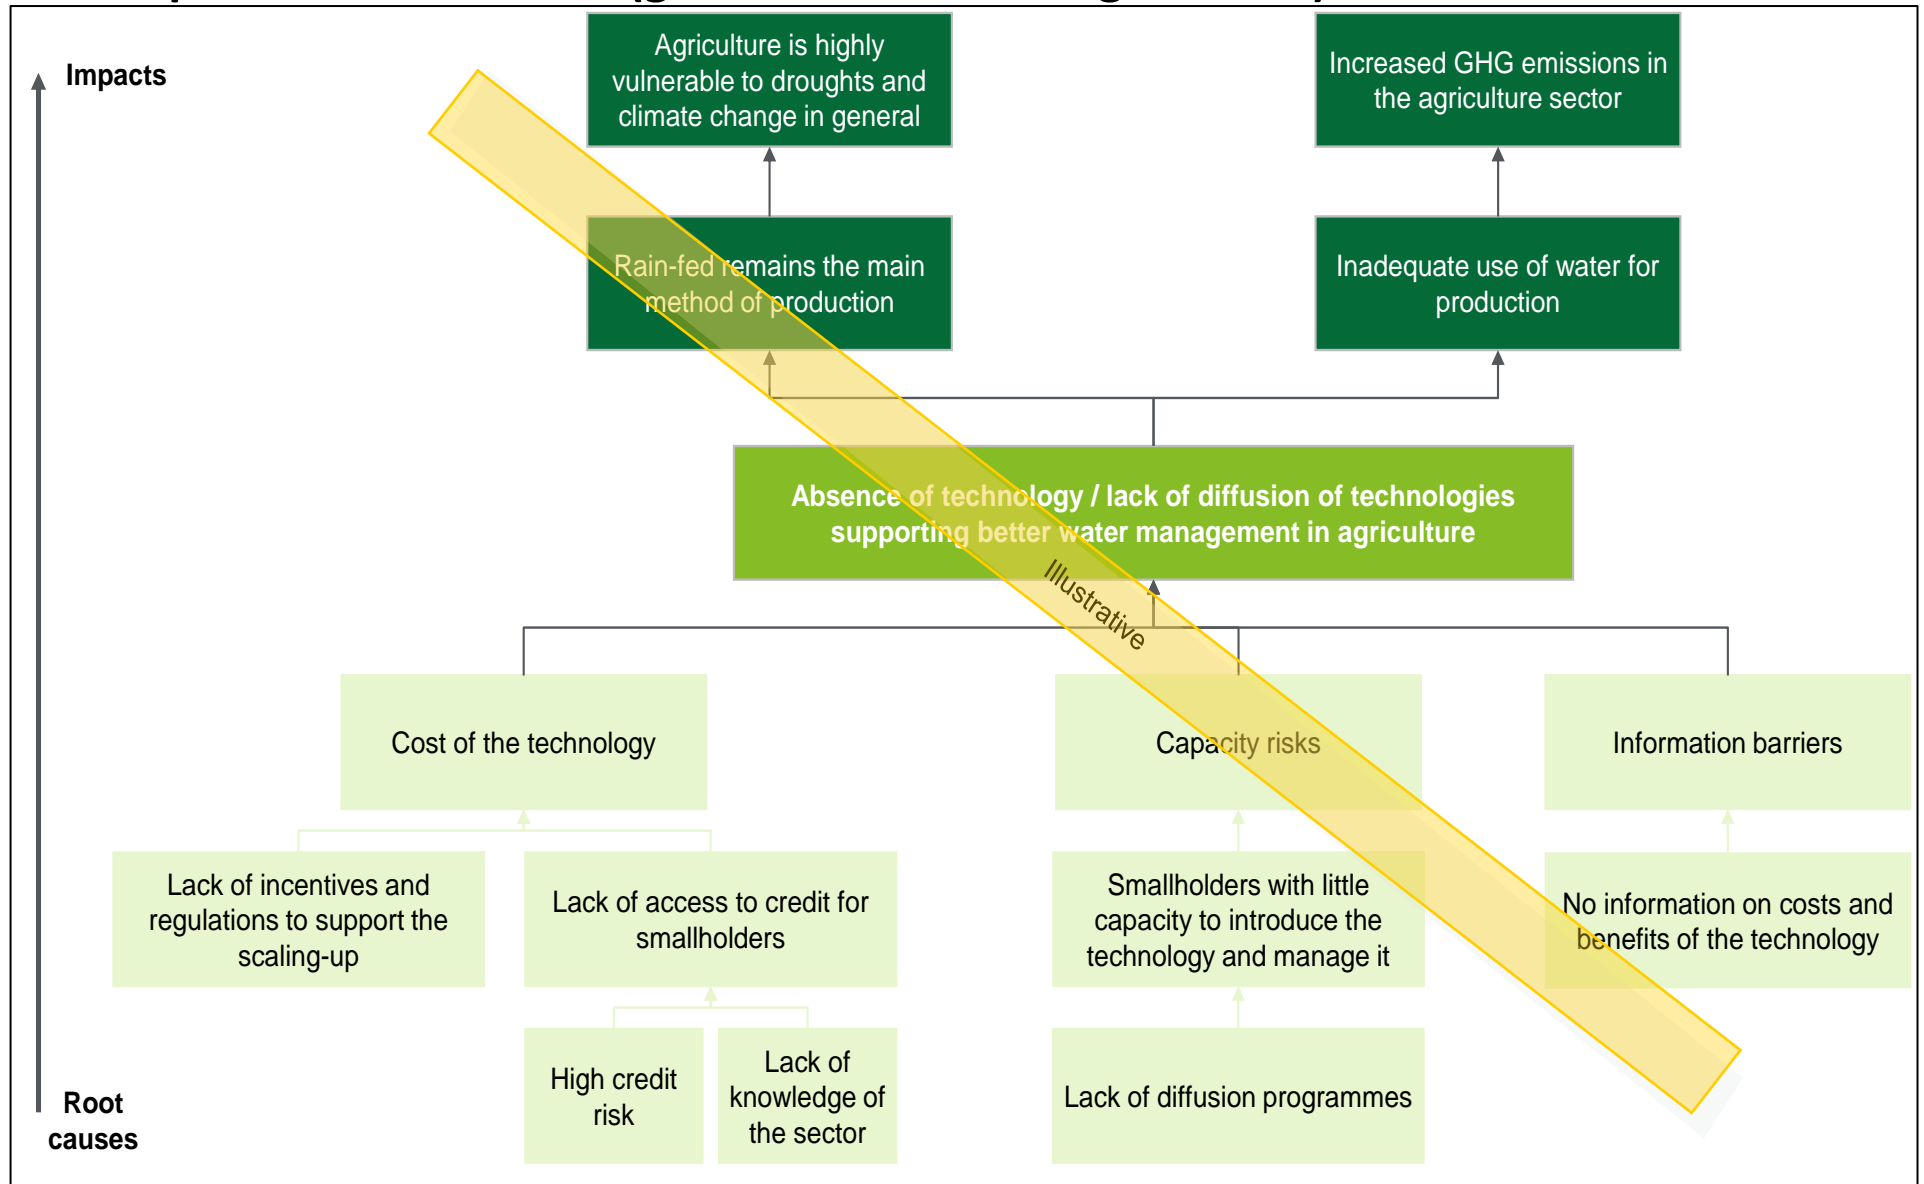 Impacts
Agriculture is highly
vulnerable to droughts and
climate change in general
Increased GHG emissions in
the agriculture sector
Rain-fed remains the main
method of production
Inadequate use of water for
production
Absence of technology / lack of diffusion of technologies
supporting better water management in agriculture
Illustrative
Cost of the technology
Capacity risks
Information barriers
Lack of incentives and
regulations to support the
scaling-up
Lack of access to credit for
smallholders
Smallholders with little
capacity to introduce the
technology and manage it
No information on costs and
benefits of the technology
High credit
risk
Lack of
knowledge of
the sector
Lack of diffusion programmes
Root
causes